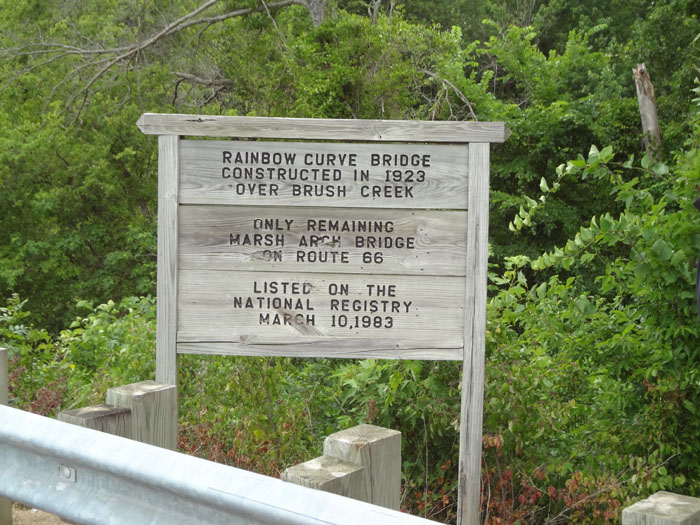 RAINBOW CURVE BRIDGE
CONSTRUCTED IN 1923
OVER BRUSH CREEK
ONLY REMAINING
MARSH ARCH BRIDGE
ON ROUTE 66
LISTED ON THE
NATIONAL REGISTRY
MARCH 10,1983